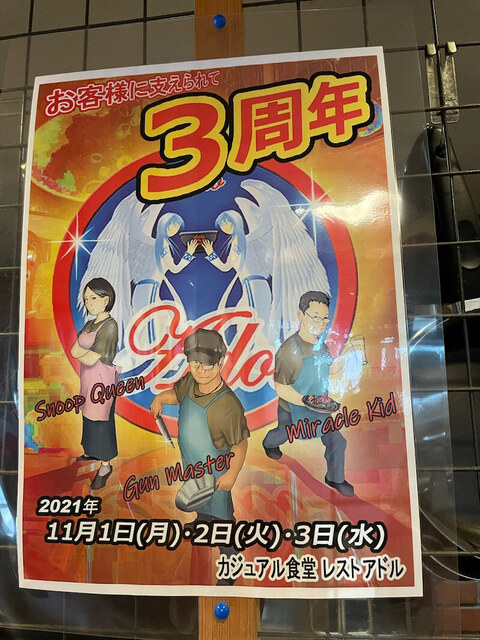 お客様に支えられて
3周年
Ado
Snoop Queen
Gun Master
Miracle Kid
2021年
11月1日(月)・2日(火)・3日(水)
カジュアル食堂 レストアドル